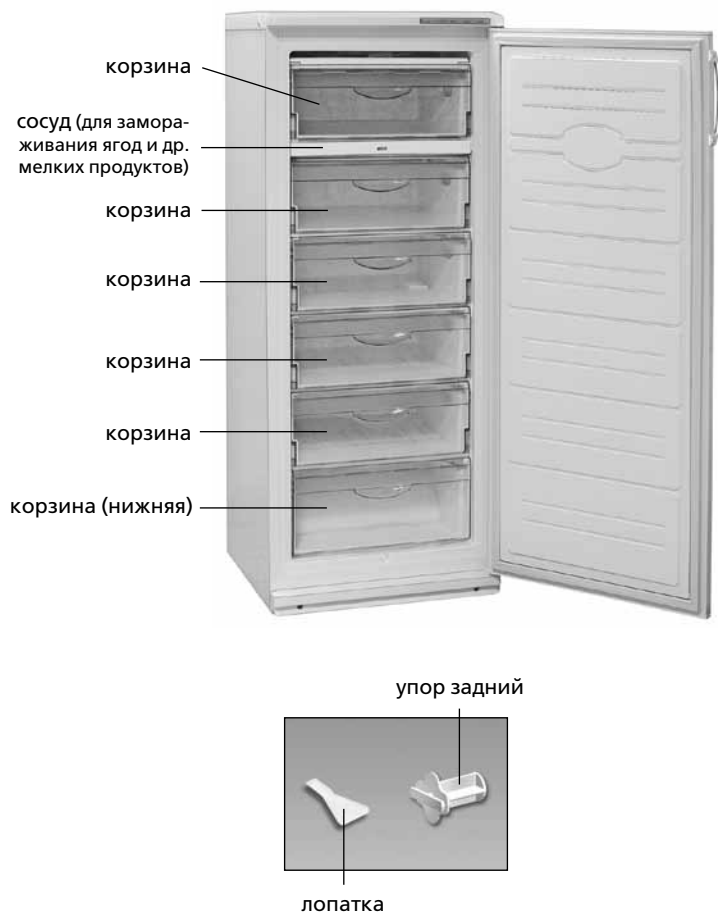 корзина
сосуд (для замора-
живания ягод и др.
мелких продуктов)
корзина
корзина
корзина
корзина
корзина (нижняя)
упор задний
лопатка